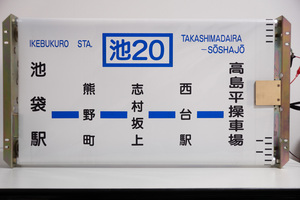 IKEBUKURO STA.
池20
TAKASHIMADAIRA
－SŌSHAJŌ
池袋駅
熊野町
志村坂上
西台駅
高島平操車場